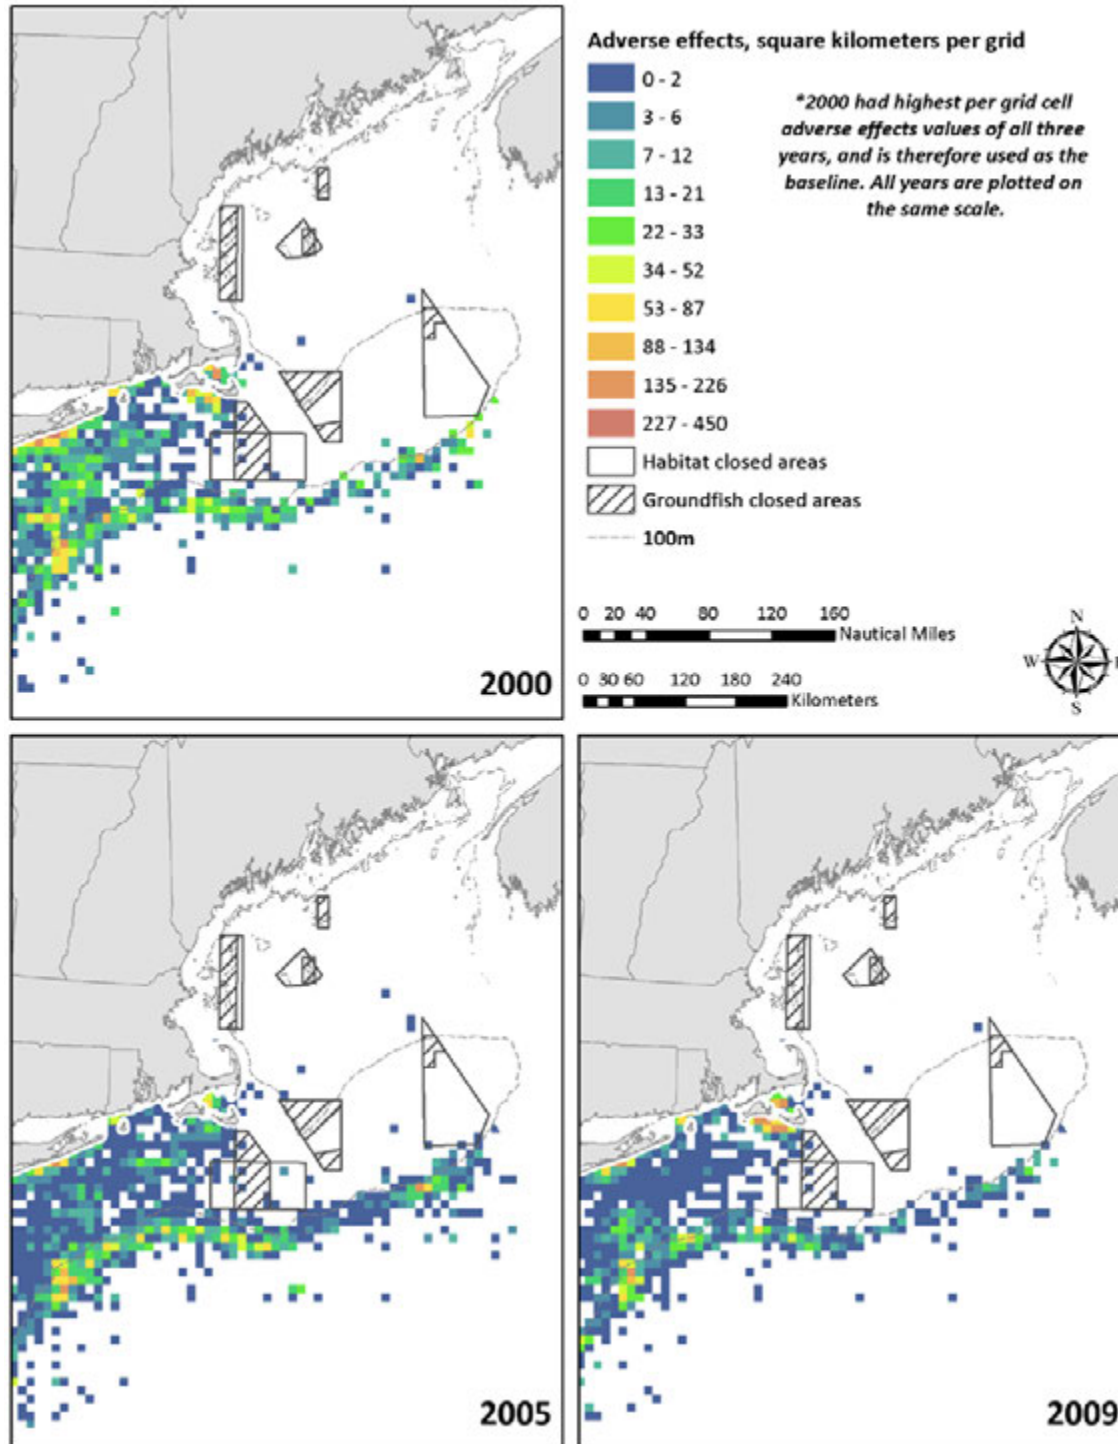 Adverse effects, square kilometers per grid
0 - 2
3 - 6
7 - 12
13 - 21
22 - 33
34 - 52
53 - 87
88 - 134
135 - 226
227 - 450
Habitat closed areas
Groundfish closed areas
100m
*2000 had highest per grid cell
adverse effects values of all three
years, and is therefore used as the
baseline. All years are plotted on
the same scale.
0 20 40 80 120 160
Nautical Miles
0 30 60 120 180 240
Kilometers
N
W
S
2000
2005
2009